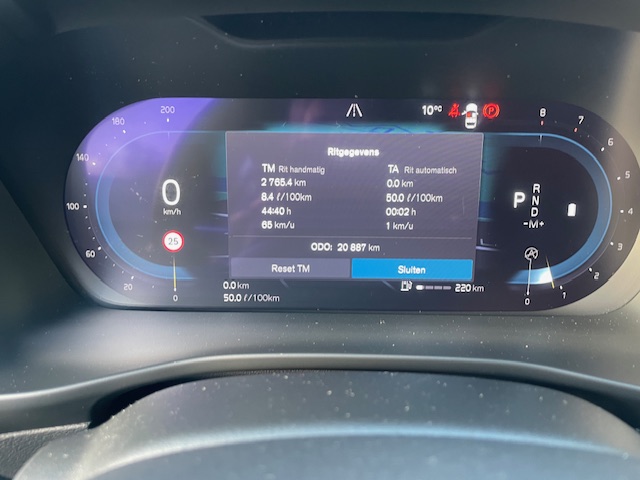 200
180
140
100
60
20
0
0
km/h
25
10°C
P
Ritgegevens
TM Rit handmatig
TA Rit automatisch
2 765.4 km
0.0 km
8.4 ℓ/100km
50.0 ℓ/100km
44:40 h
00:02 h
65 km/u
1 km/u
ODO: 20 887 km
Reset TM
Sluiten
0.0 km
50.0 ℓ/100km
220 km
8
7
6
5
2
1
0
P
R
N
D
-M+
A